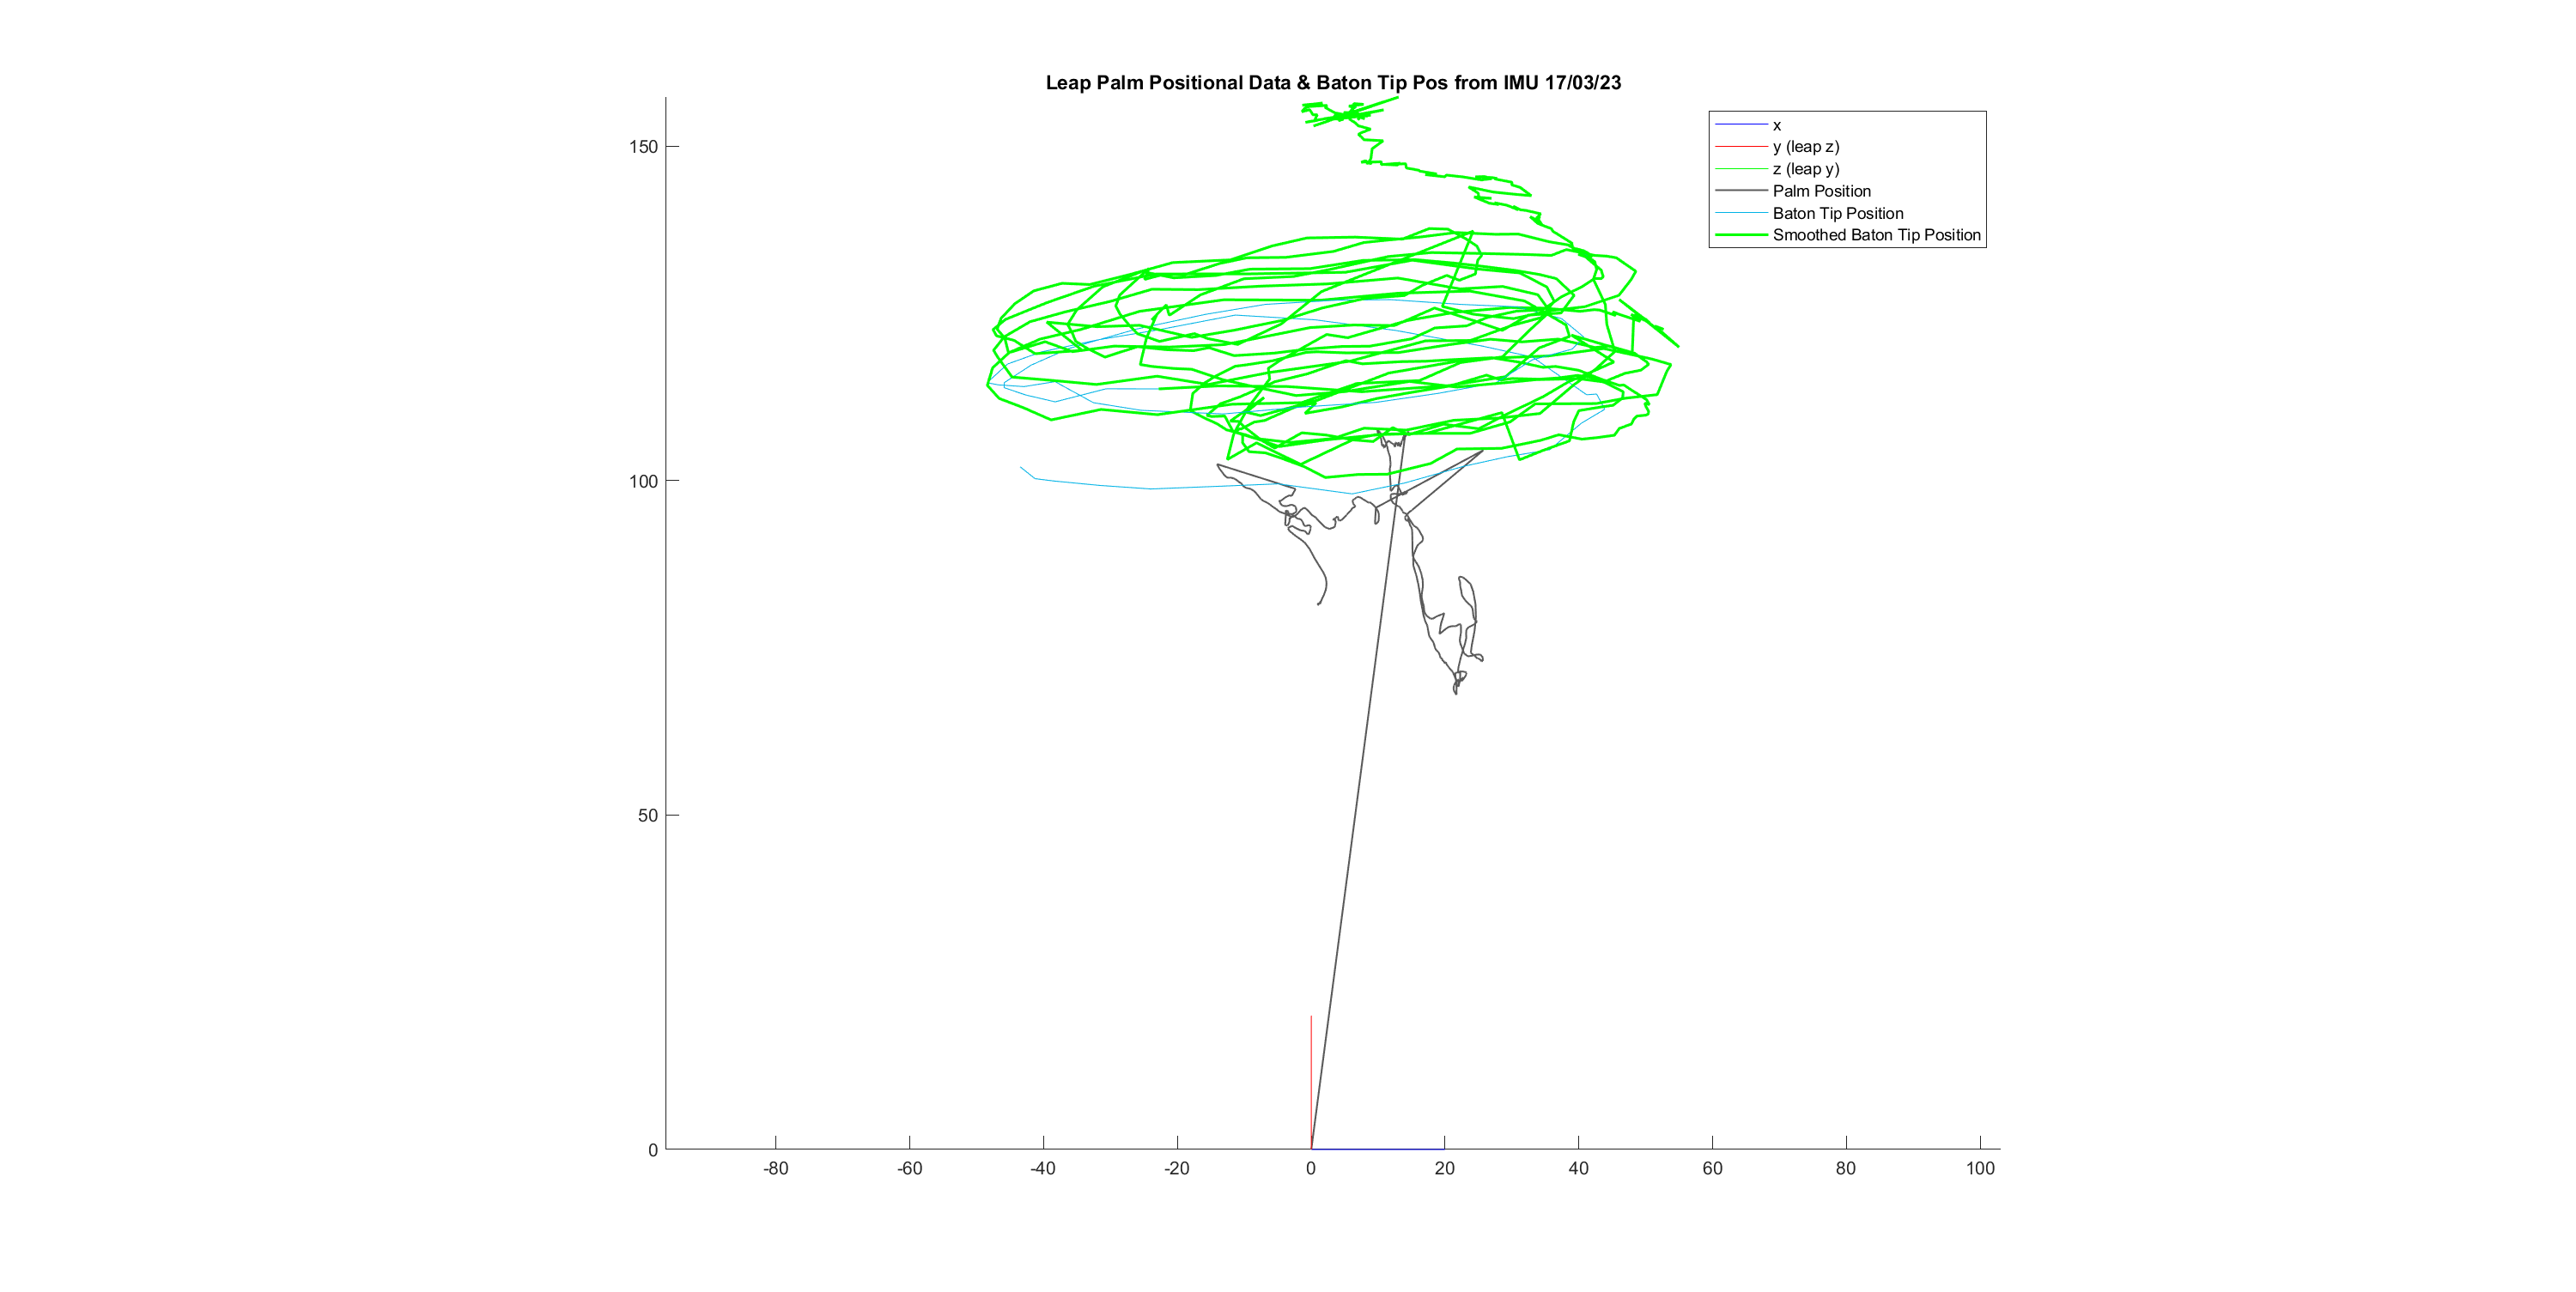 Leap Palm Positional Data & Baton Tip Pos from IMU 17/03/23
x
y (leap z)
z (leap y)
Palm Position
Baton Tip Position
Smoothed Baton Tip Position
150
100
50
0
-80 -60 -40 -20 0 20 40 60 80 100